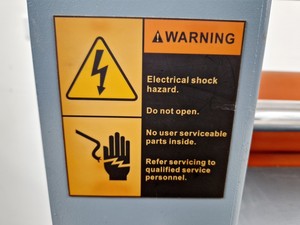 WARNING
Electrical shock
hazard.
Do not open.
No user serviceable
parts inside.
Refer servicing to
qualified service
personnel.